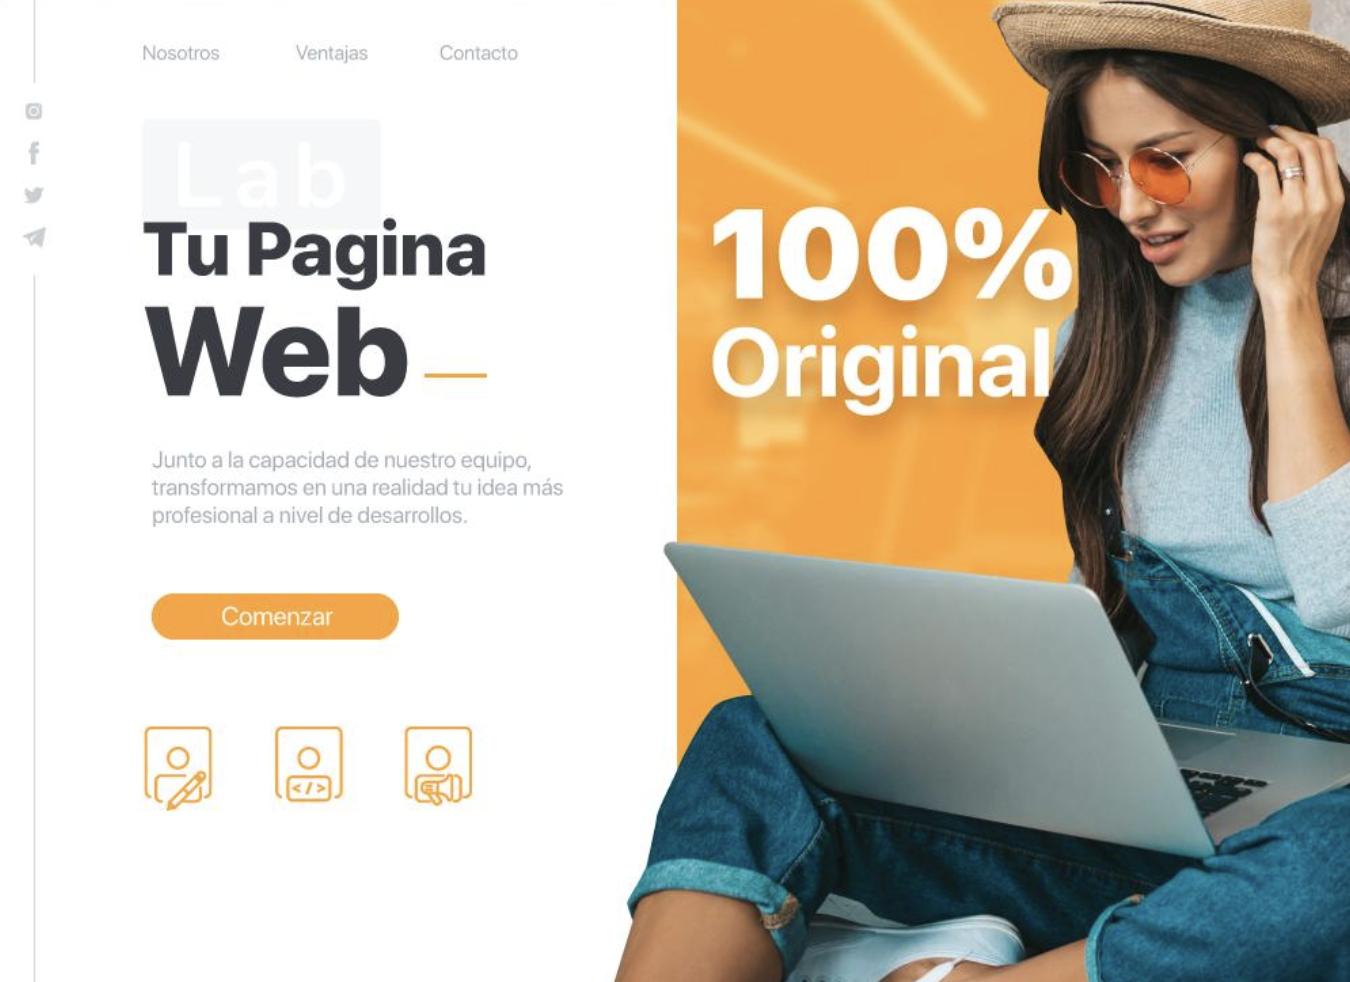 Nosotros Ventajas Contacto
Lab
Tu Pagina
Web
Junto a la capacidad de nuestro equipo,
transformamos en una realidad tu idea más
profesional a nivel de desarrollos.
Comenzar
</>
100%
Original